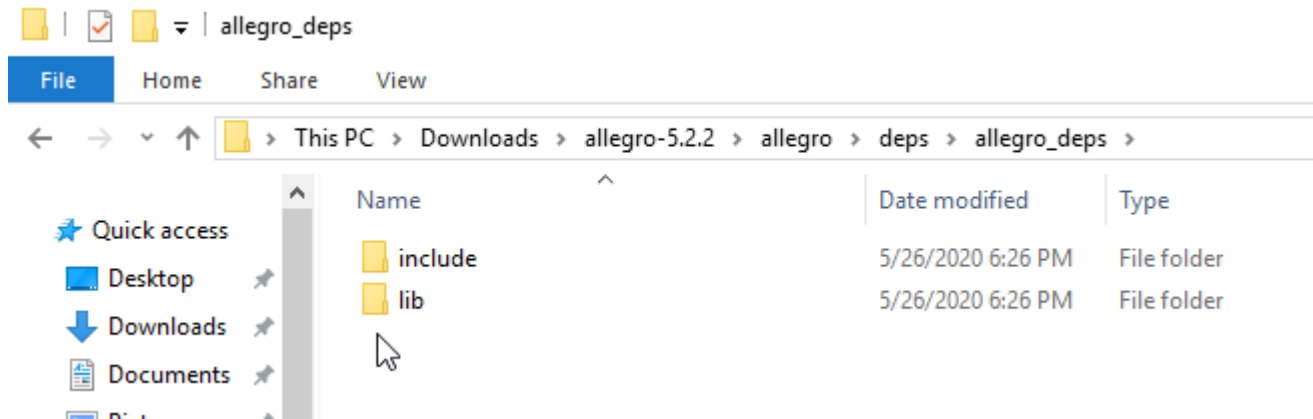 allegro_deps
File Home Share View
This PC > Downloads > allegro-5.2.2 > allegro > deps > allegro_deps >
Name Date modified Type
Quick access
include 5/26/2020 6:26 PM File folder
Desktop
lib 5/26/2020 6:26 PM File folder
Downloads
Documents